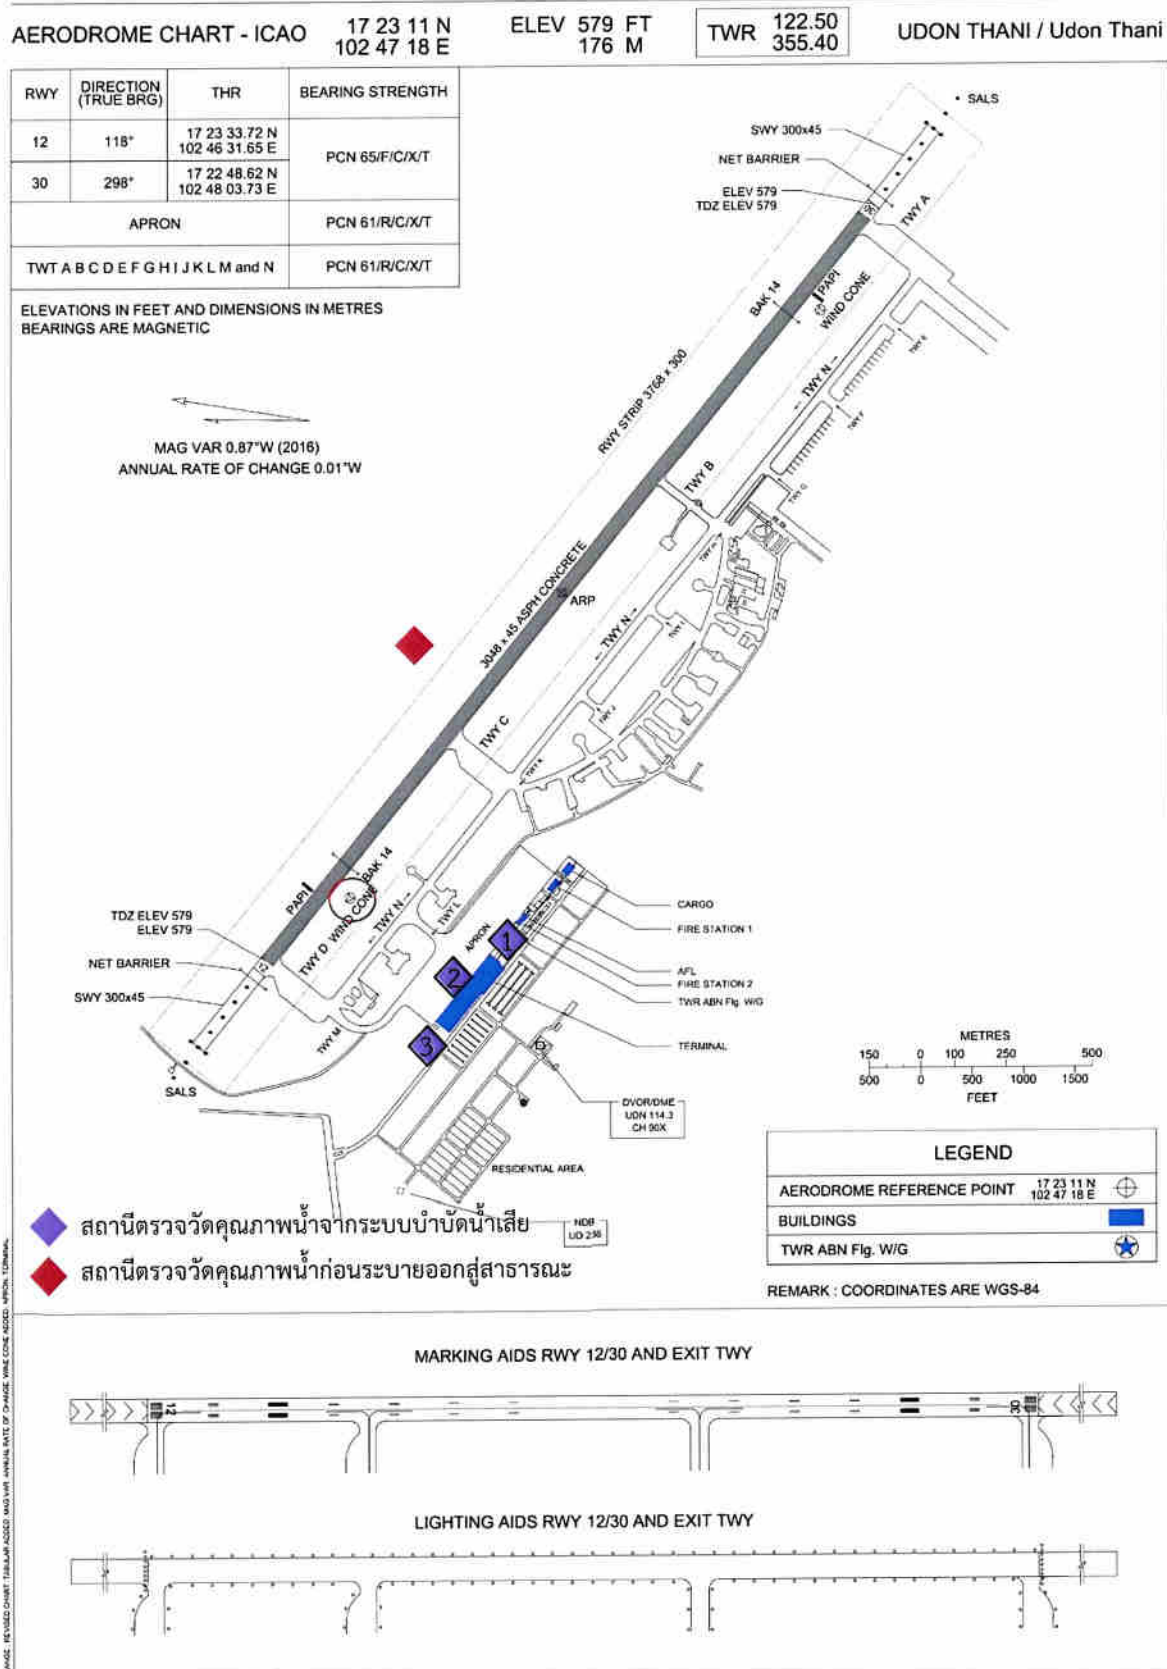 AERODROME CHART - ICAO
17 23 11 N
102 47 18 E
ELEV 579 FT
176 M
TWR 122.50
355.40
UDON THANI / Udon Thani
RWY DIRECTION (TRUE BRG) THR BEARING STRENGTH
12 118° 17 23 33.72 N
102 46 31.65 E
PCN 65/F/C/X/T
30 298° 17 22 48.62 N
102 48 03.73 E
APRON PCN 61/R/C/X/T
TWT A B C D E F G H I J K L M and N PCN 61/R/C/X/T
ELEVATIONS IN FEET AND DIMENSIONS IN METRES
BEARINGS ARE MAGNETIC
MAG VAR 0.87°W (2016)
ANNUAL RATE OF CHANGE 0.01°W
SALS
SWY 300x45
NET BARRIER
ELEV 579
TDZ ELEV 579
TWY A
BAK 14
PAPI
WIND CONE
RWY STRIP 3768 x 300
TWY N
TWY E
TWY F
TWY G
TWY B
TWY H
3048 x 45 ASPH CONCRETE
ARP
TWY N
TWY I
TWY J
TWY C
TWY K
BAK 14
PAPI
WIND CONE
TWY N
TWY L
TWY D
TDZ ELEV 579
ELEV 579
NET BARRIER
12
SWY 300x45
TWY M
SALS
APRON
1
2
3
CARGO
FIRE STATION 1
AFL
FIRE STATION 2
TWR ABN Flg. W/G
TERMINAL
DVOR/DME
UDN 114.3
CH 90X
RESIDENTIAL AREA
NDB
METRES
150 0 100 250 500
500 0 500 1000 1500
FEET
LEGEND
AERODROME REFERENCE POINT 17 23 11 N
102 47 18 E
BUILDINGS
TWR ABN Flg. W/G
REMARK : COORDINATES ARE WGS-84
สถานีตรวจวัดคุณภาพน้ำจากระบบบำบัดน้ำเสีย
สถานีตรวจวัดคุณภาพน้ำก่อนระบายออกสู่สาธารณะ
MARKING AIDS RWY 12/30 AND EXIT TWY
12
30
LIGHTING AIDS RWY 12/30 AND EXIT TWY